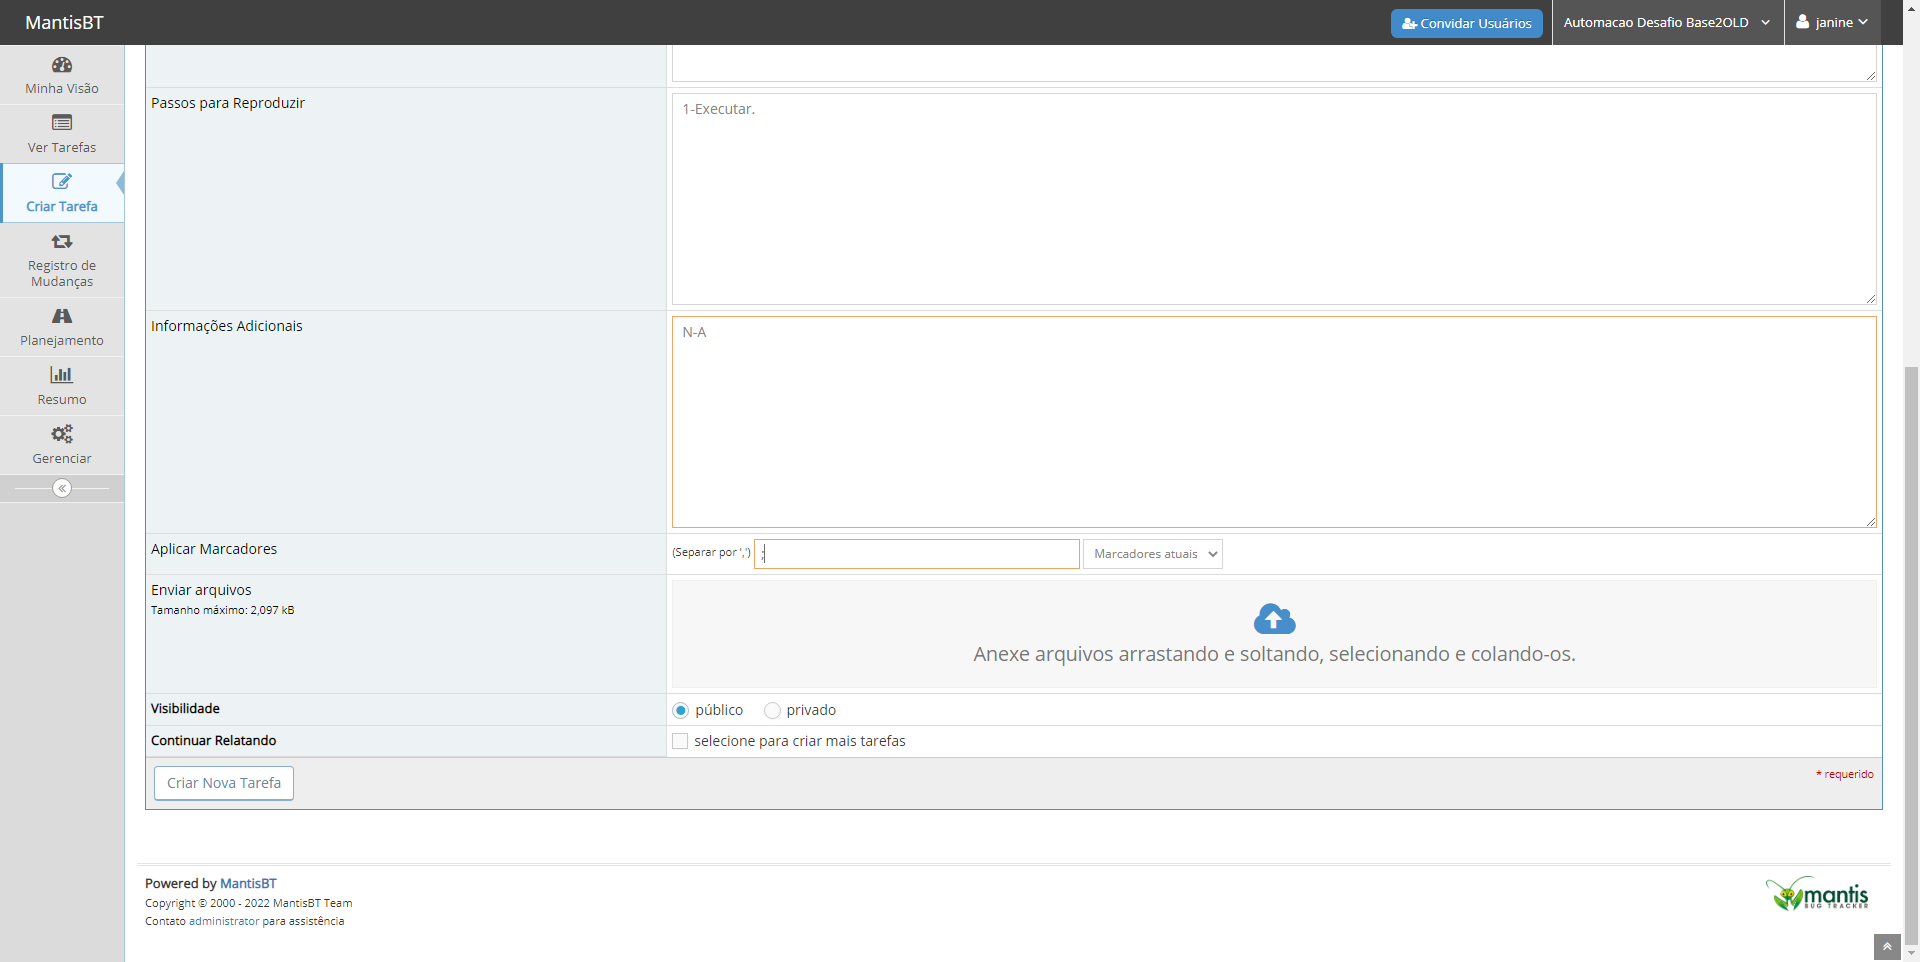 MantisBT
Convidar Usuários
Automacao Desafio Base2OLD
janine
Minha Visão
Ver Tarefas
Criar Tarefa
Registro de
Mudanças
Planejamento
Resumo
Gerenciar
Passos para Reproduzir
1-Executar.
Informações Adicionais
N-A
Aplicar Marcadores
(Separar por ',')
;
Marcadores atuais
Enviar arquivos
Tamanho máximo: 2,097 kB
Anexe arquivos arrastando e soltando, selecionando e colando-os.
Visibilidade
público
privado
Continuar Relatando
selecione para criar mais tarefas
Criar Nova Tarefa
* requerido
Powered by MantisBT
Copyright © 2000 - 2022 MantisBT Team
Contato administrator para assistência
mantis
BUG TRACKER